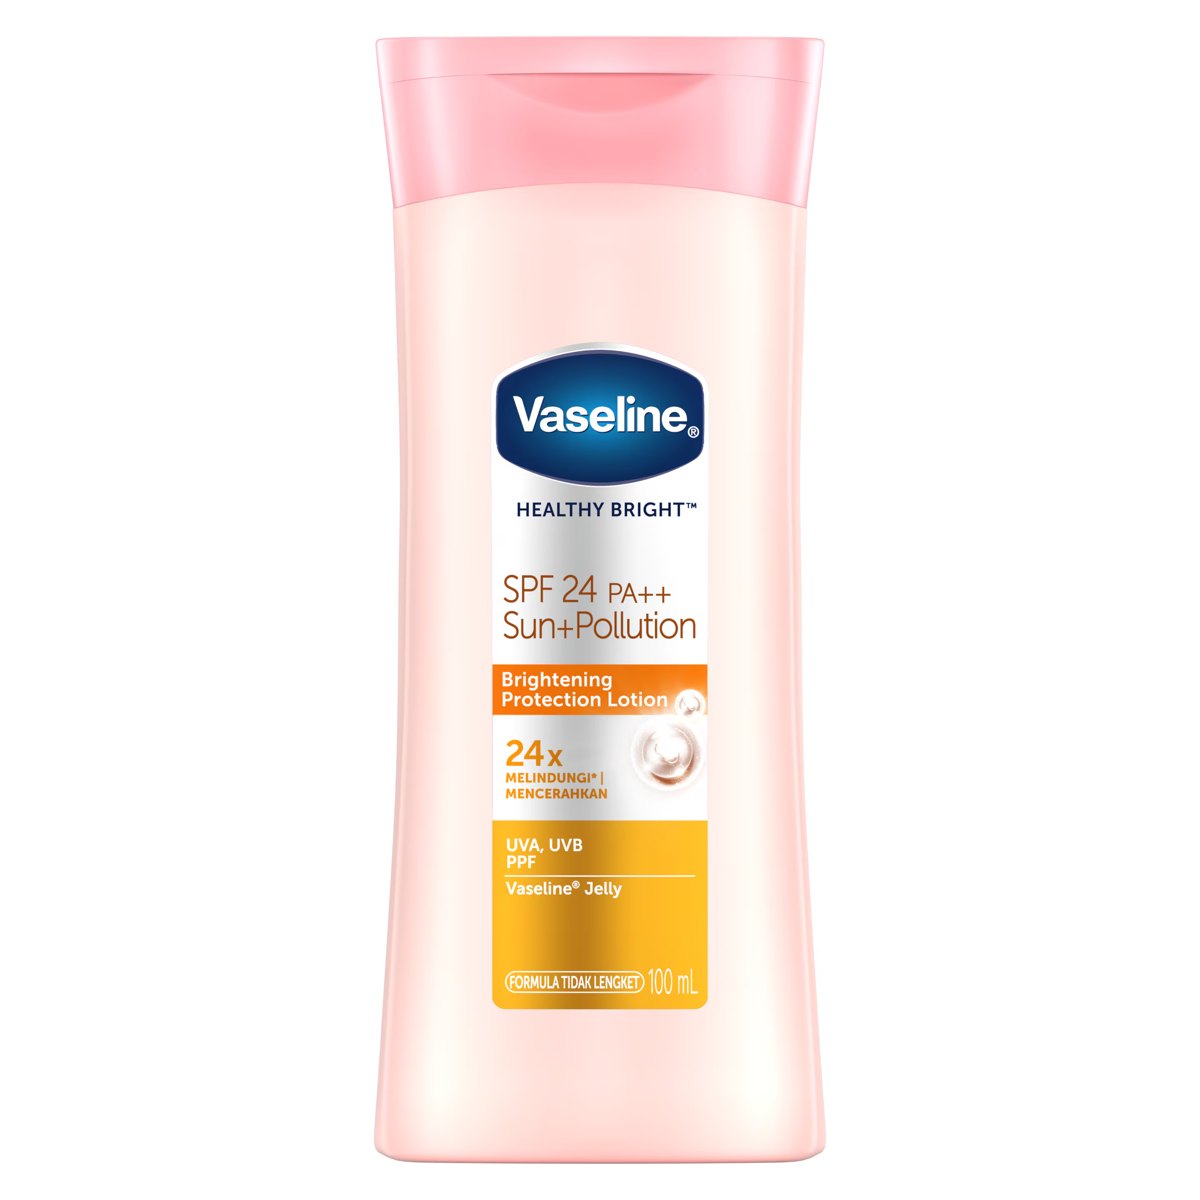 Vaseline®
HEALTHY BRIGHT™
SPF 24 PA++
Sun+Pollution
Brightening
Protection Lotion
24x
MELINDUNGI* |
MENCERAHKAN
UVA, UVB
PPF
Vaseline® Jelly
FORMULA TIDAK LENGKET 100 mL